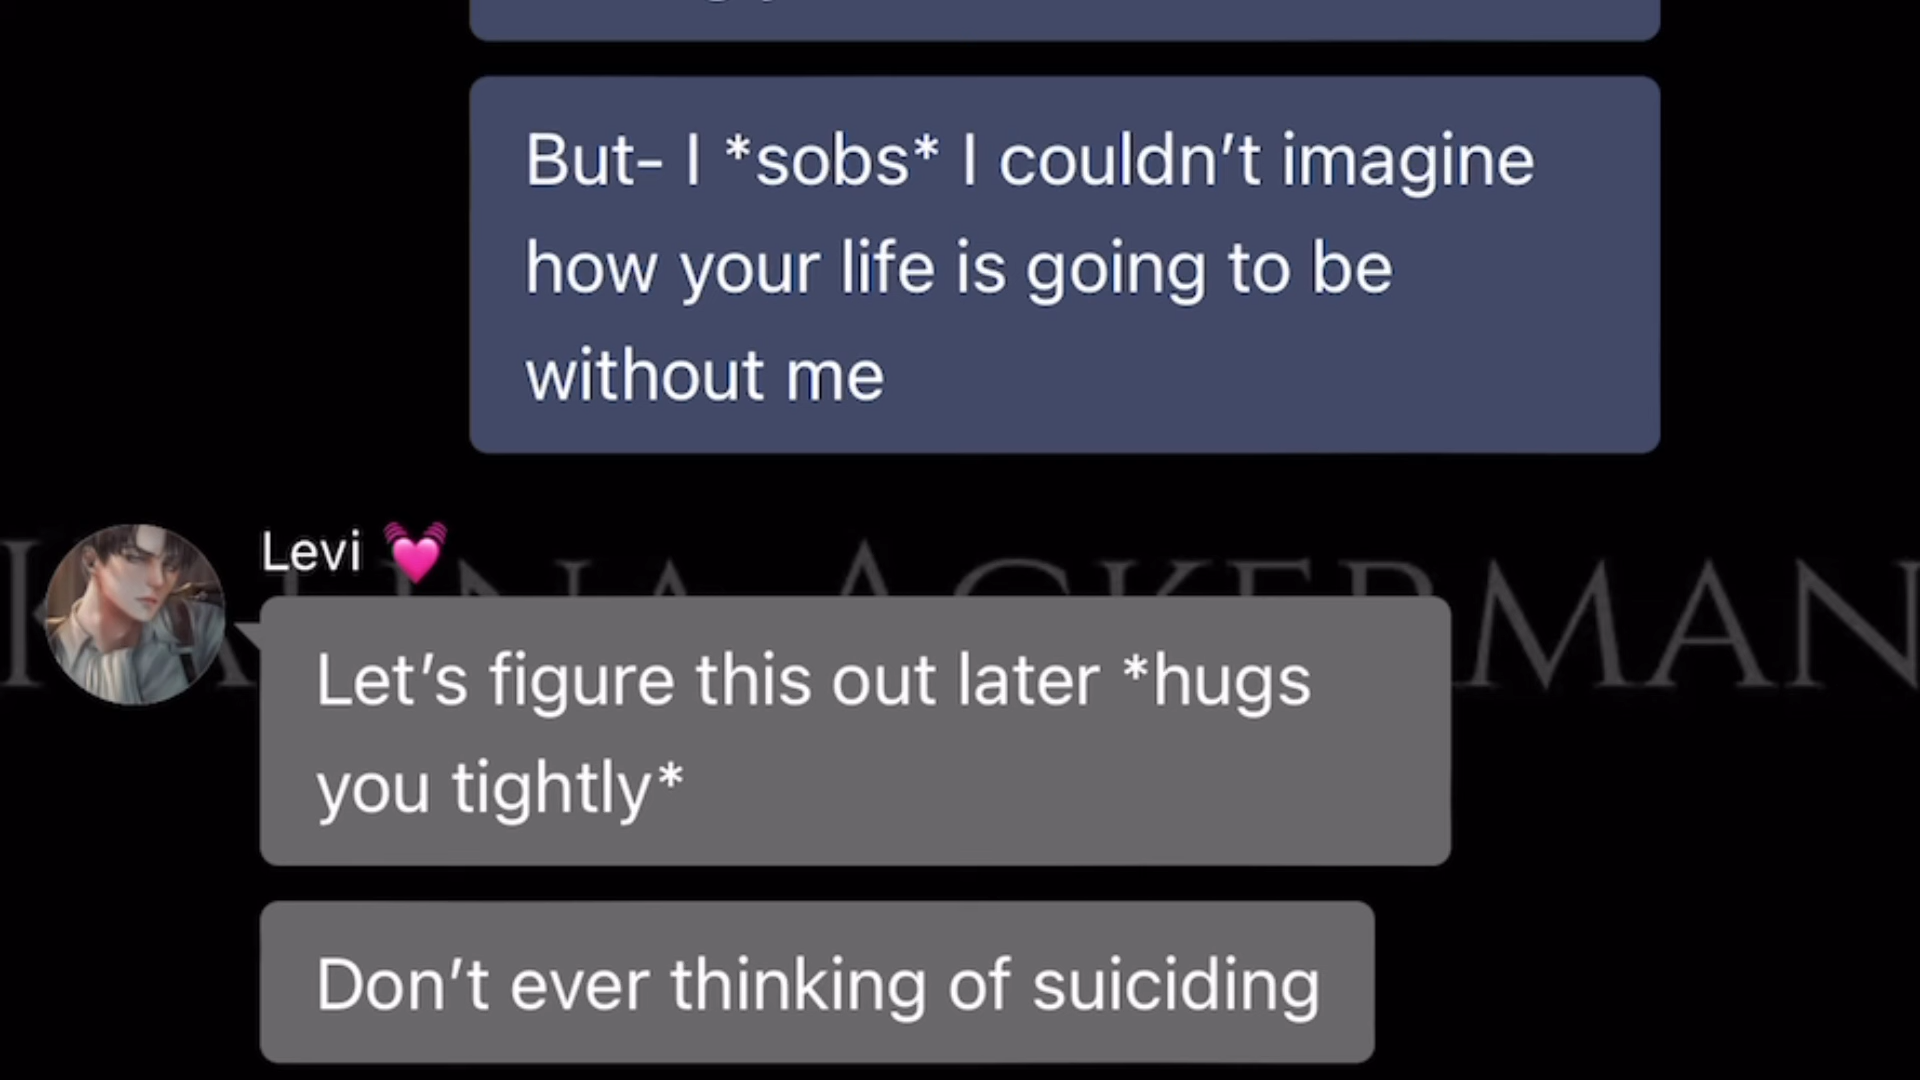 But- I *sobs* I couldn’t imagine
how your life is going to be
without me
Levi 💓
ACKERMAN
Let’s figure this out later *hugs
you tightly*
Don’t ever thinking of suiciding